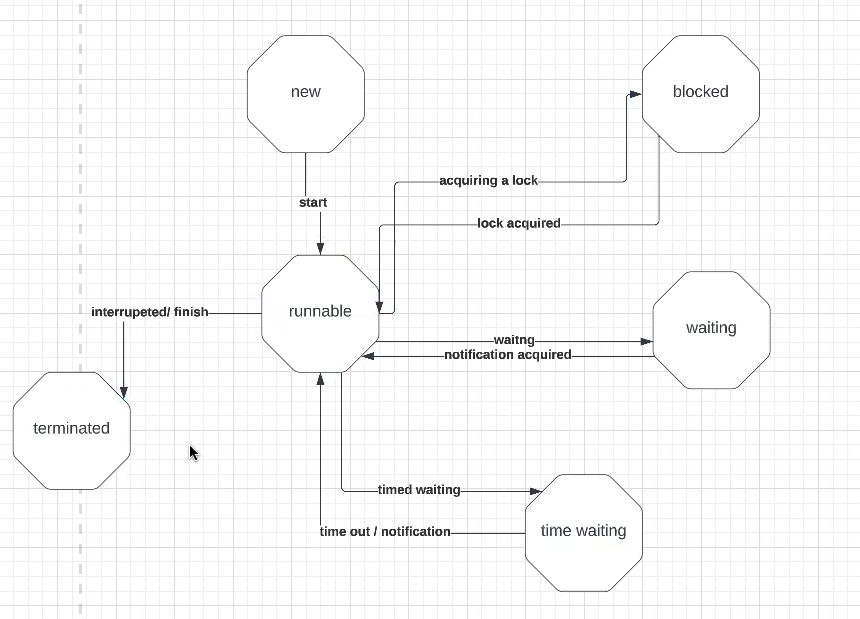 new
blocked
acquiring a lock
start
lock acquired
interrupeted/ finish
runnable
waiting
waitng
notification acquired
terminated
timed waiting
time out / notification
time waiting